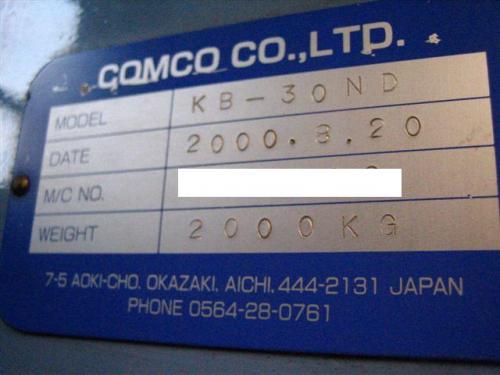 COMCO CO.,LTD.
MODEL KB-30ND
DATE 2000.8.20
M/C NO.
WEIGHT 2000KG
7-5 AOKI-CHO. OKAZAKI. AICHI. 444-2131 JAPAN
PHONE 0564-28-0761